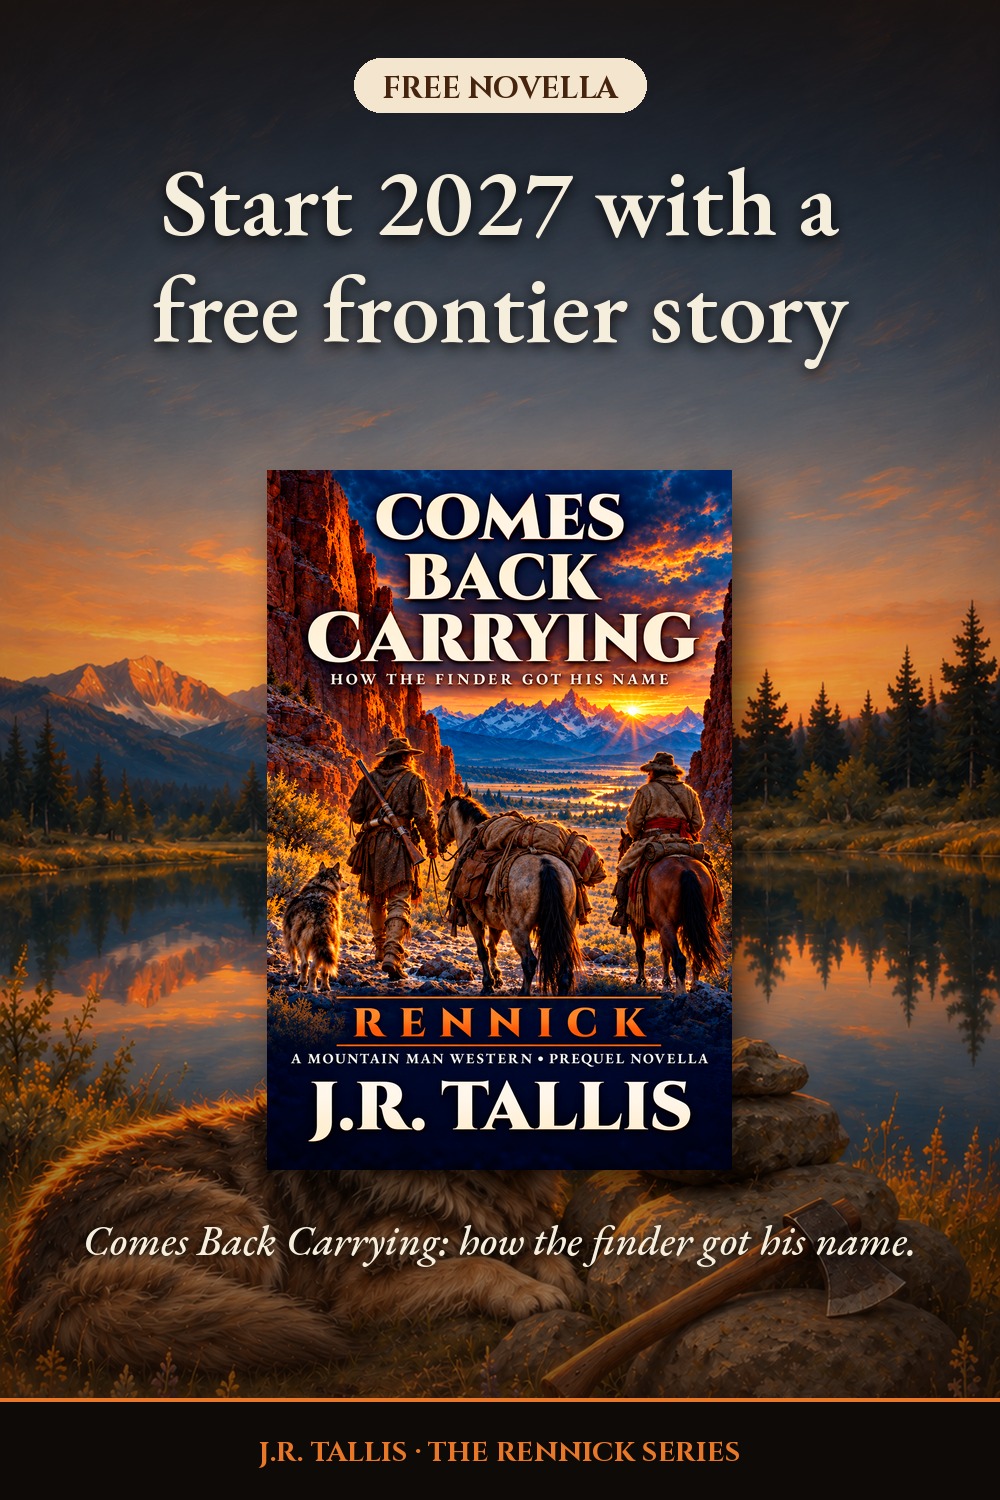 FREE NOVELLA
Start 2027 with a
free frontier story
COMES
BACK
CARRYING
HOW THE FINDER GOT HIS NAME
RENNICK
A MOUNTAIN MAN WESTERN • PREQUEL NOVELLA
J.R. TALLIS
Comes Back Carrying: how the finder got his name.
J.R. TALLIS · THE RENNICK SERIES